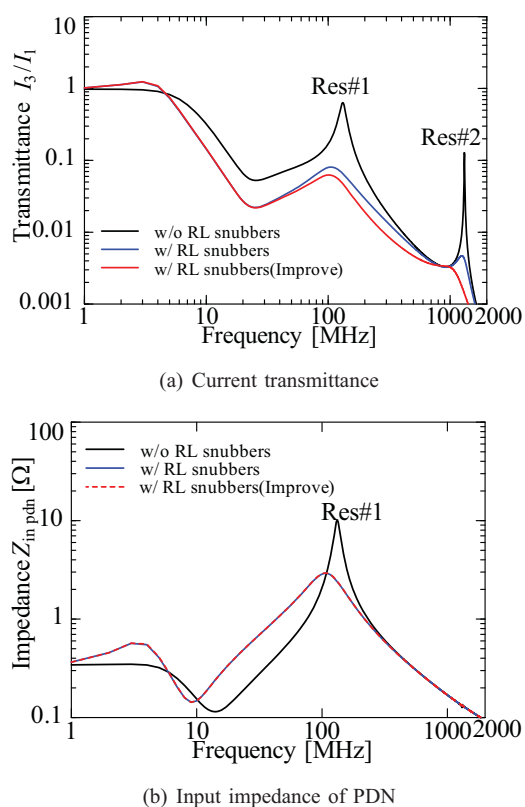 Transmittance I₃/I₁
10
1
0.1
0.01
0.001
Res#1
Res#2
w/o RL snubbers
w/ RL snubbers
w/ RL snubbers(Improve)
1 10 100 1000 2000
Frequency [MHz]
(a) Current transmittance
Impedance Z_in pdn [Ω]
100
10
1
0.1
w/o RL snubbers
w/ RL snubbers
w/ RL snubbers(Improve)
Res#1
1 10 100 1000 2000
Frequency [MHz]
(b) Input impedance of PDN